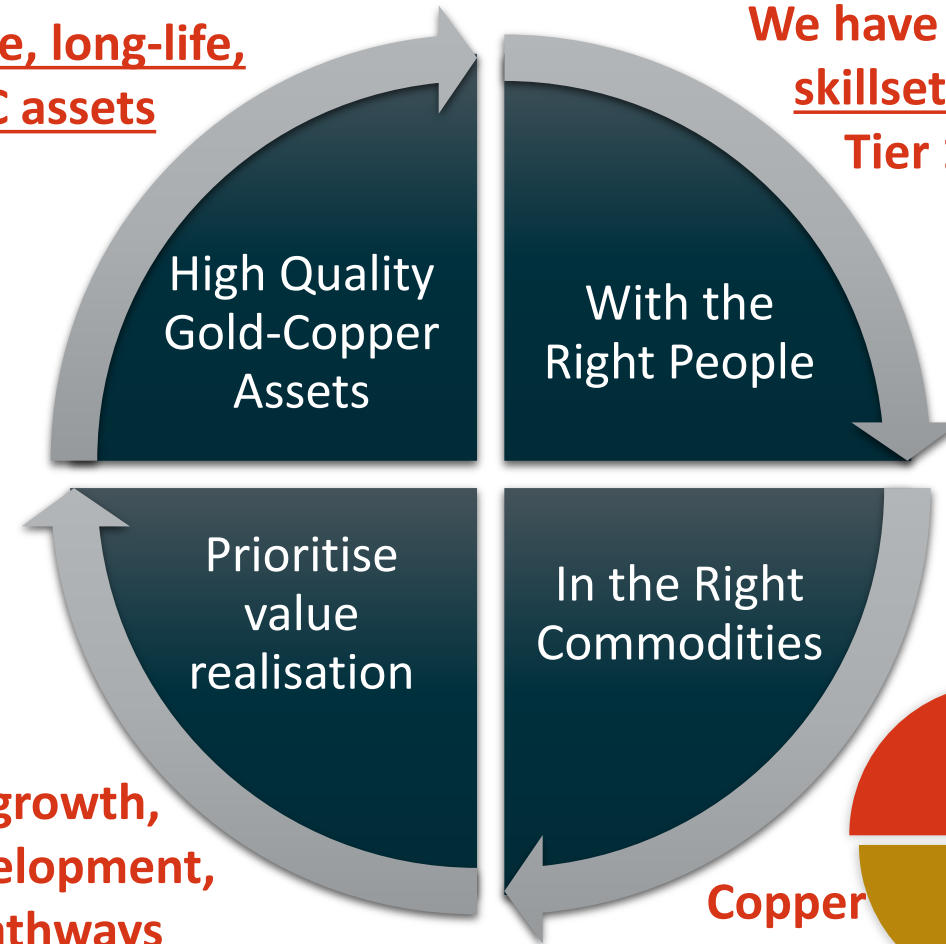 long-life,
assets
We have
skillset
Tier
High Quality
Gold-Copper
Assets
With the
Right People
Prioritise
value
realisation
In the Right
Commodities
growth,
Copper